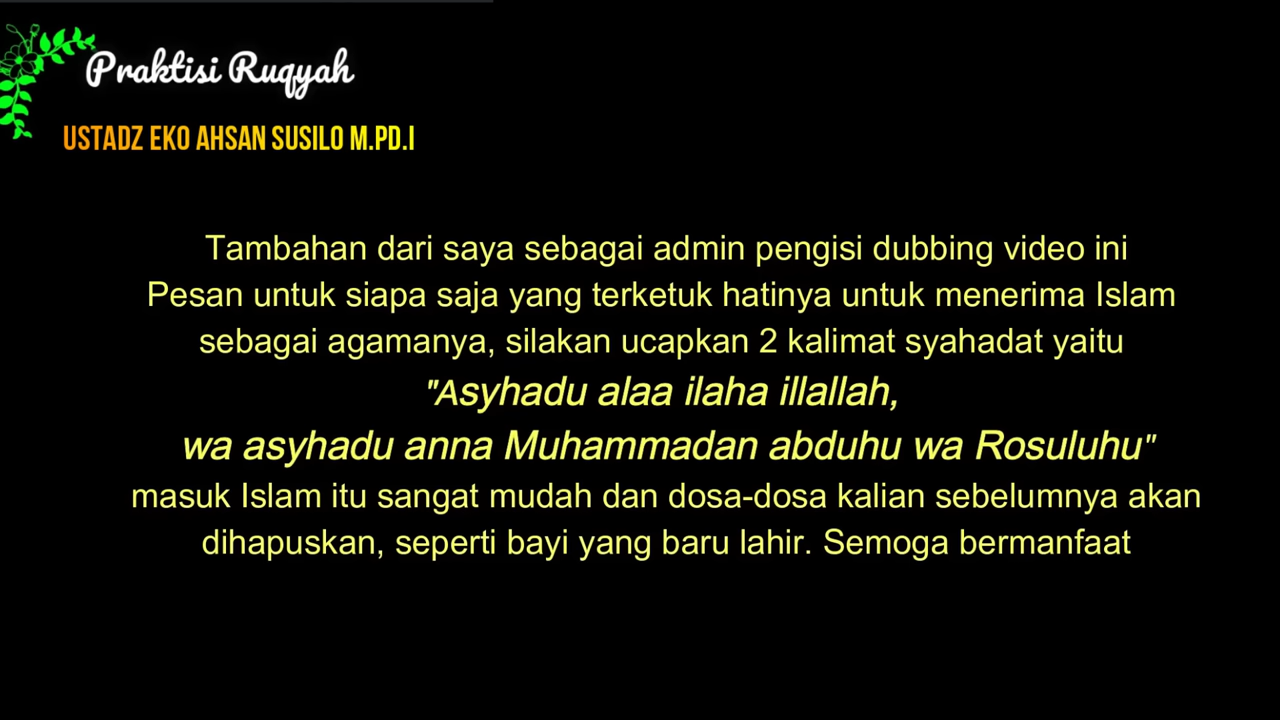 Praktisi Ruqyah
USTADZ EKO AHSAN SUSILO M.PD.I
Tambahan dari saya sebagai admin pengisi dubbing video ini
Pesan untuk siapa saja yang terketuk hatinya untuk menerima Islam
sebagai agamanya, silakan ucapkan 2 kalimat syahadat yaitu
"Asyhadu alaa ilaha illallah,
wa asyhadu anna Muhammadan abduhu wa Rosuluhu"
masuk Islam itu sangat mudah dan dosa-dosa kalian sebelumnya akan
dihapuskan, seperti bayi yang baru lahir. Semoga bermanfaat